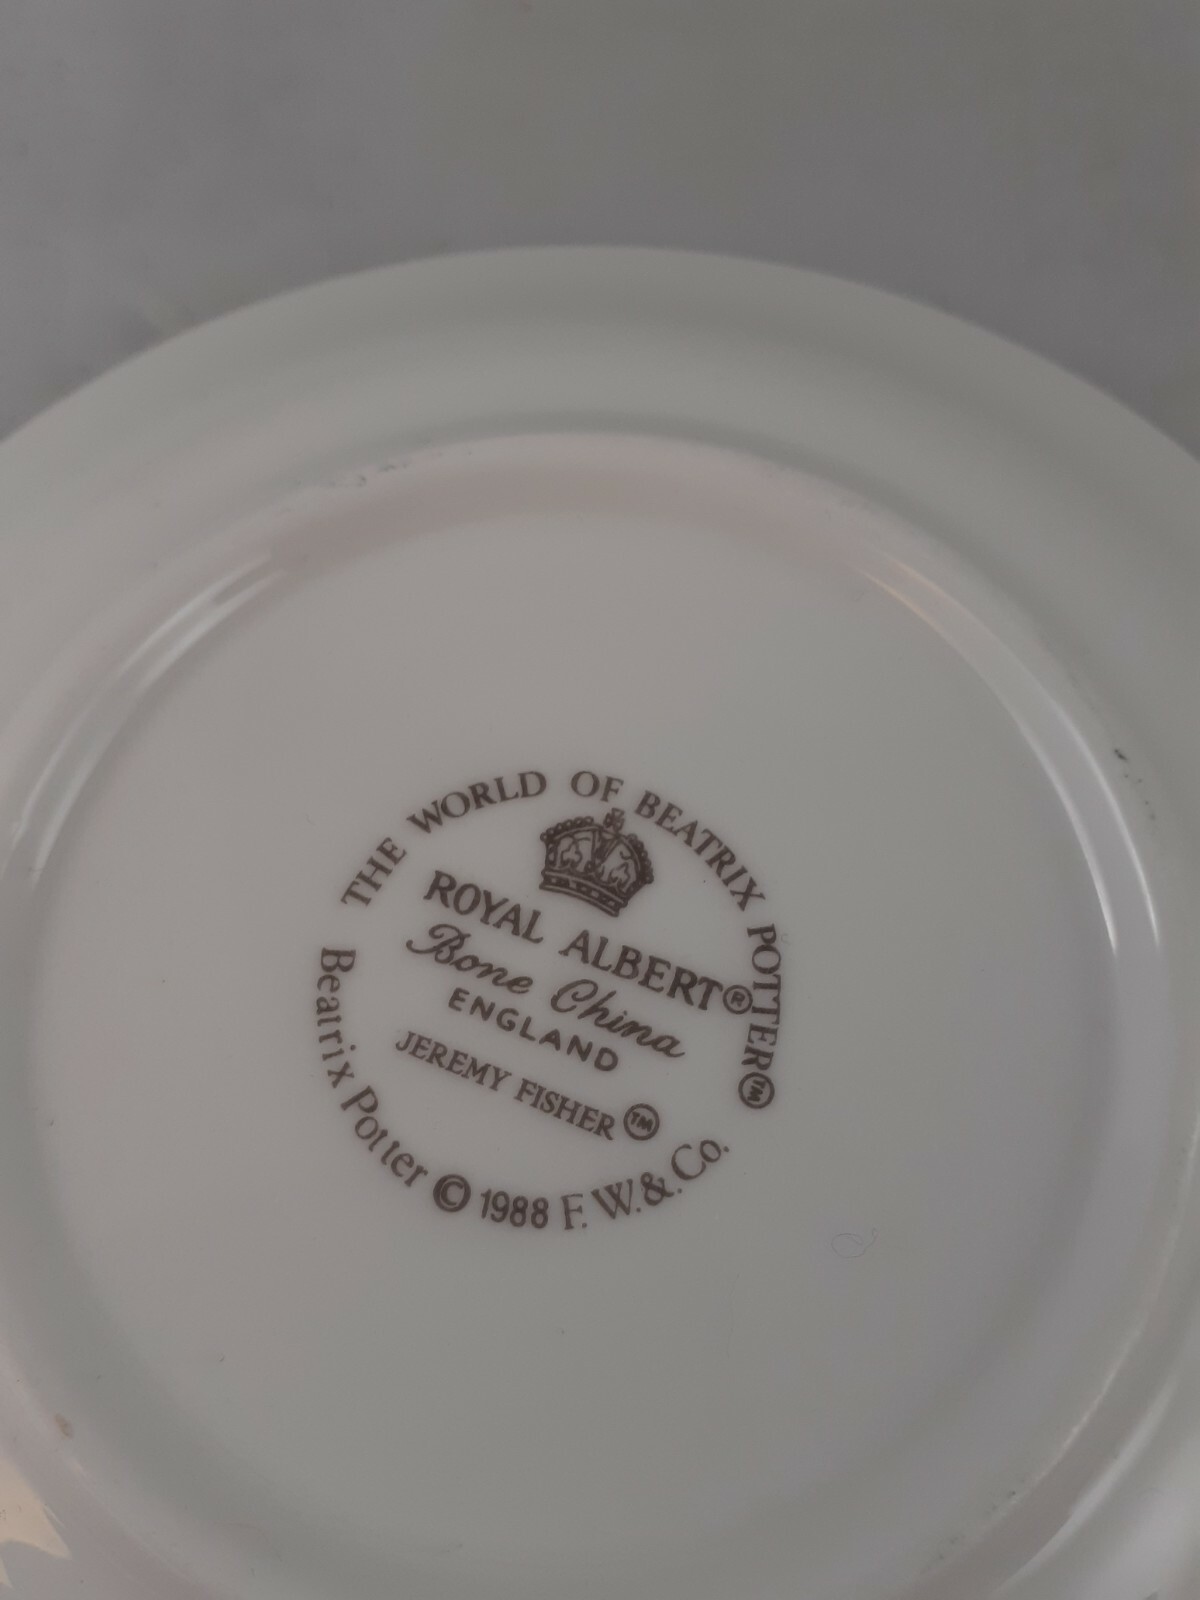 THE WORLD OF BEATRIX POTTER™
ROYAL ALBERT®
Bone China
ENGLAND
JEREMY FISHER™
Beatrix Potter © 1988 F. W. & Co.